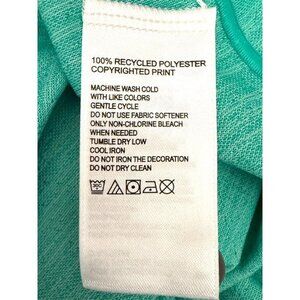 100% RECYCLED POLYESTER
COPYRIGHTED PRINT
MACHINE WASH COLD
WITH LIKE COLORS
GENTLE CYCLE
DO NOT USE FABRIC SOFTENER
ONLY NON-CHLORINE BLEACH
WHEN NEEDED
TUMBLE DRY LOW
COOL IRON
DO NOT IRON THE DECORATION
DO NOT DRY CLEAN